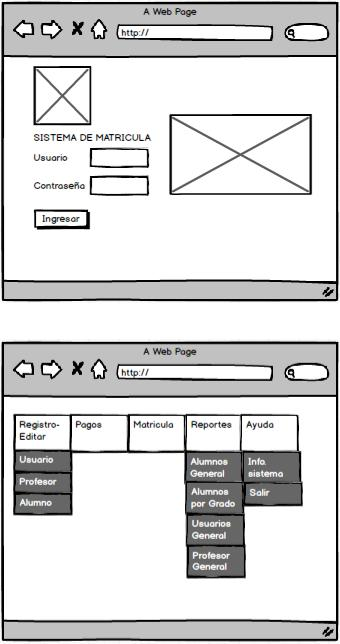 A Web Page
http://
SISTEMA DE MATRICULA
Usuario
Contraseña
Ingresar
A Web Page
http://
Registro-
Editar
Pagos
Matricula
Reportes
Ayuda
Usuario
Profesor
Alumno
Alumnos
General
Alumnos
por Grado
Usuarios
General
Profesor
General
Info.
sistema
Salir